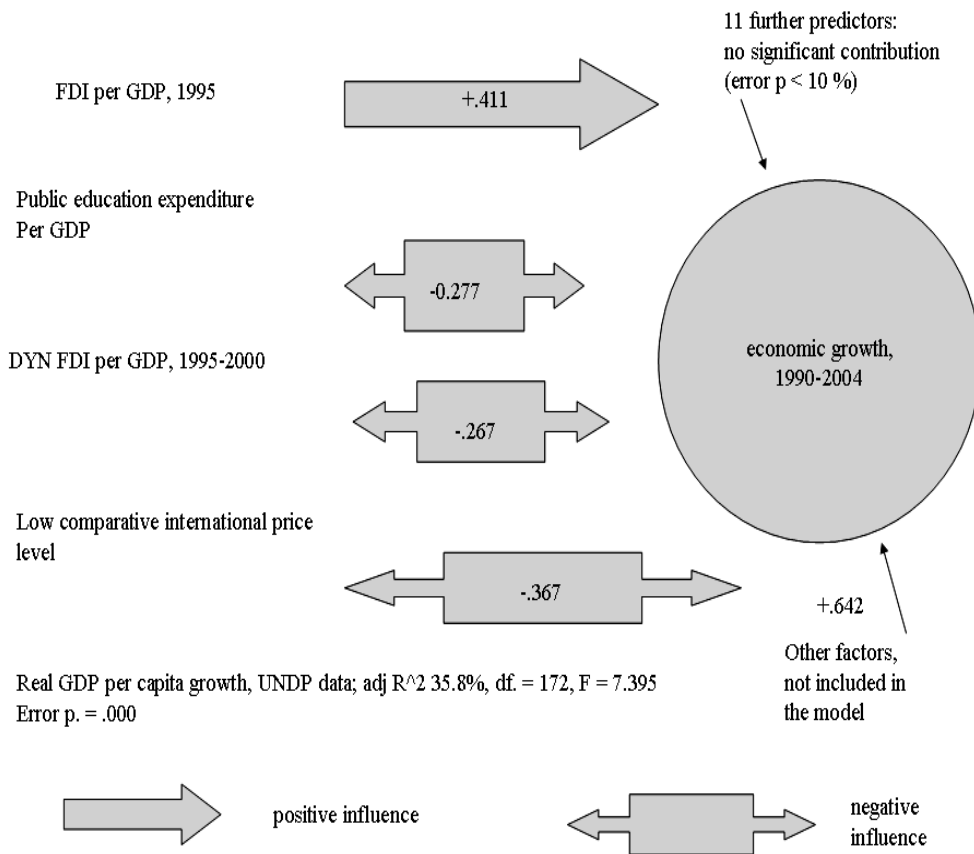 11 further predictors:
no significant contribution
(error p < 10 %)
FDI per GDP, 1995
+.411
Public education expenditure
Per GDP
-0.277
DYN FDI per GDP, 1995-2000
-.267
economic growth,
1990-2004
Low comparative international price
level
-.367
+.642
Other factors,
not included in
the model
Real GDP per capita growth, UNDP data; adj R^2 35.8%, df. = 172, F = 7.395
Error p. = .000
positive influence
negative
influence